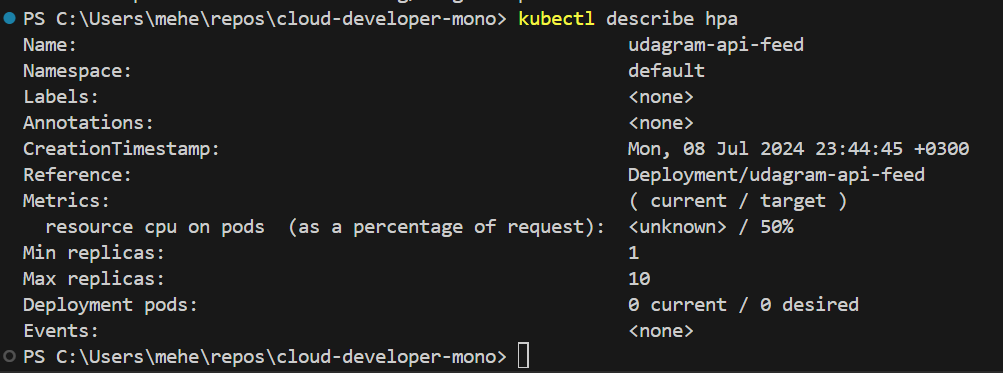 PS C:\Users\mehe\repos\cloud-developer-mono> kubectl describe hpa
Name: udagram-api-feed
Namespace: default
Labels: <none>
Annotations: <none>
CreationTimestamp: Mon, 08 Jul 2024 23:44:45 +0300
Reference: Deployment/udagram-api-feed
Metrics: ( current / target )
  resource cpu on pods  (as a percentage of request): <unknown> / 50%
Min replicas: 1
Max replicas: 10
Deployment pods: 0 current / 0 desired
Events: <none>
PS C:\Users\mehe\repos\cloud-developer-mono>